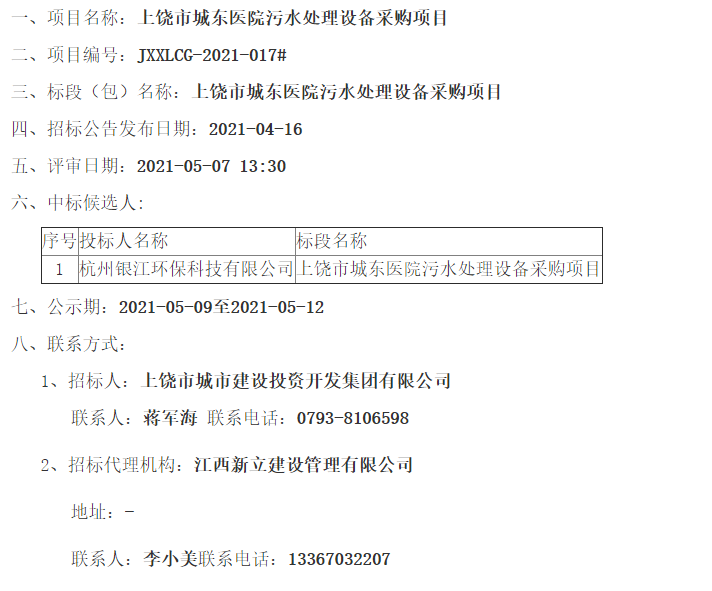 一、项目名称：上饶市城东医院污水处理设备采购项目
二、项目编号：JXXLCG-2021-017#
三、标段（包）名称：上饶市城东医院污水处理设备采购项目
四、招标公告发布日期：2021-04-16
五、评审日期：2021-05-07 13:30
六、中标候选人:
序号 投标人名称 标段名称
1 杭州银江环保科技有限公司 上饶市城东医院污水处理设备采购项目
七、公示期：2021-05-09至2021-05-12
八、联系方式：
1、招标人：上饶市城市建设投资开发集团有限公司
联系人：蒋军海 联系电话：0793-8106598
2、招标代理机构：江西新立建设管理有限公司
地址：-
联系人：李小美联系电话：13367032207